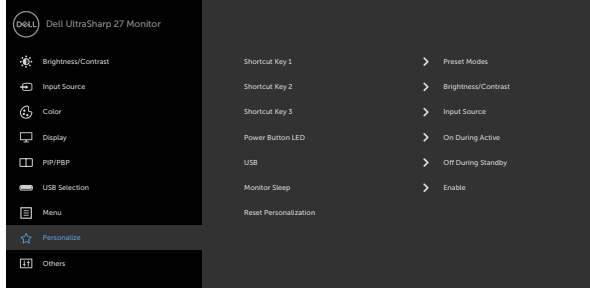 DELL Dell UltraSharp 27 Monitor
Brightness/Contrast
Input Source
Color
Display
PIP/PBP
USB Selection
Menu
Personalize
Others
Shortcut Key 1 Preset Modes
Shortcut Key 2 Brightness/Contrast
Shortcut Key 3 Input Source
Power Button LED On During Active
USB Off During Standby
Monitor Sleep Enable
Reset Personalization